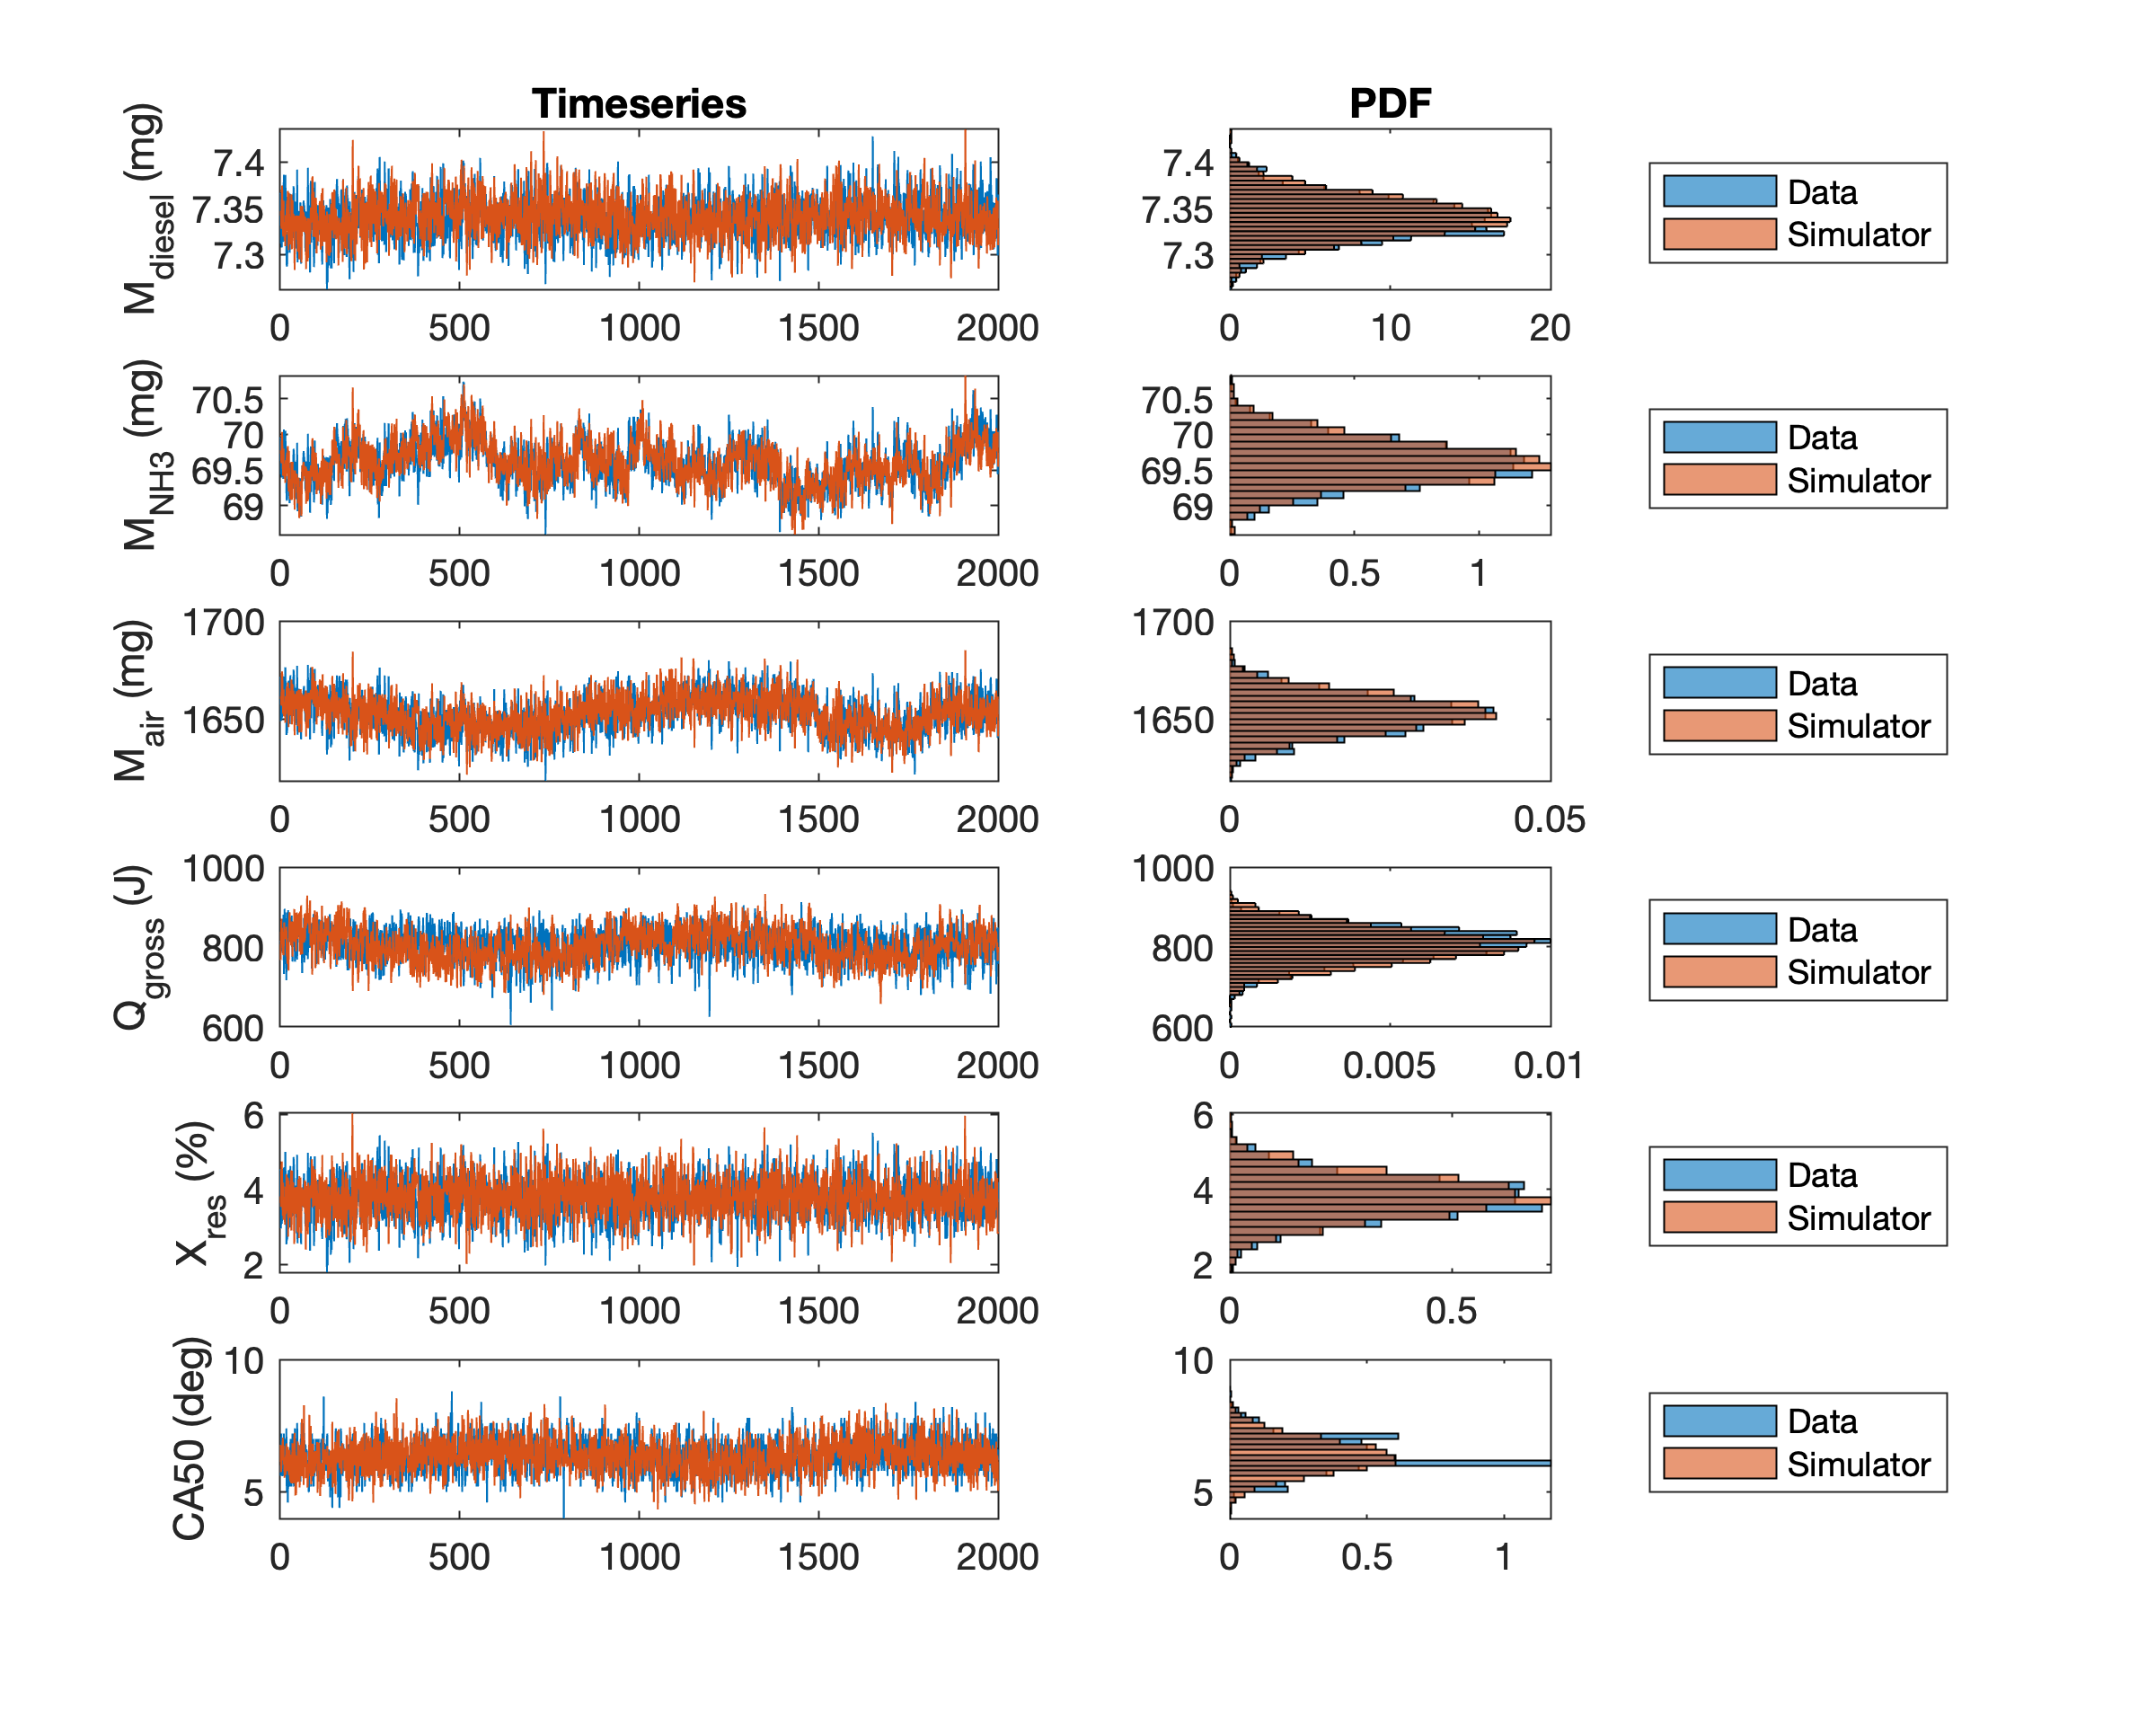 Timeseries PDF
M_diesel (mg)
7.4 7.35 7.3
0 500 1000 1500 2000
7.4 7.35 7.3
0 10 20
Data
Simulator
M_NH3 (mg)
70.5 70 69.5 69
0 500 1000 1500 2000
70.5 70 69.5 69
0 0.5 1
Data
Simulator
M_air (mg)
1700 1650
0 500 1000 1500 2000
1700 1650
0 0.05
Data
Simulator
Q_gross (J)
1000 800 600
0 500 1000 1500 2000
1000 800 600
0 0.005 0.01
Data
Simulator
X_res (%)
6 4 2
0 500 1000 1500 2000
6 4 2
0 0.5
Data
Simulator
CA50 (deg)
10 5
0 500 1000 1500 2000
10 5
0 0.5 1
Data
Simulator